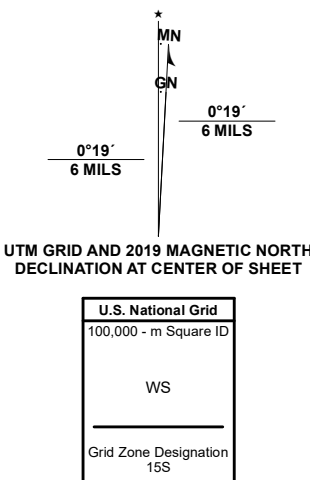 ★
MN
GN
0°19´
6 MILS
0°19´
6 MILS
UTM GRID AND 2019 MAGNETIC NORTH
DECLINATION AT CENTER OF SHEET
U.S. National Grid
100,000 - m Square ID
WS
Grid Zone Designation
15S